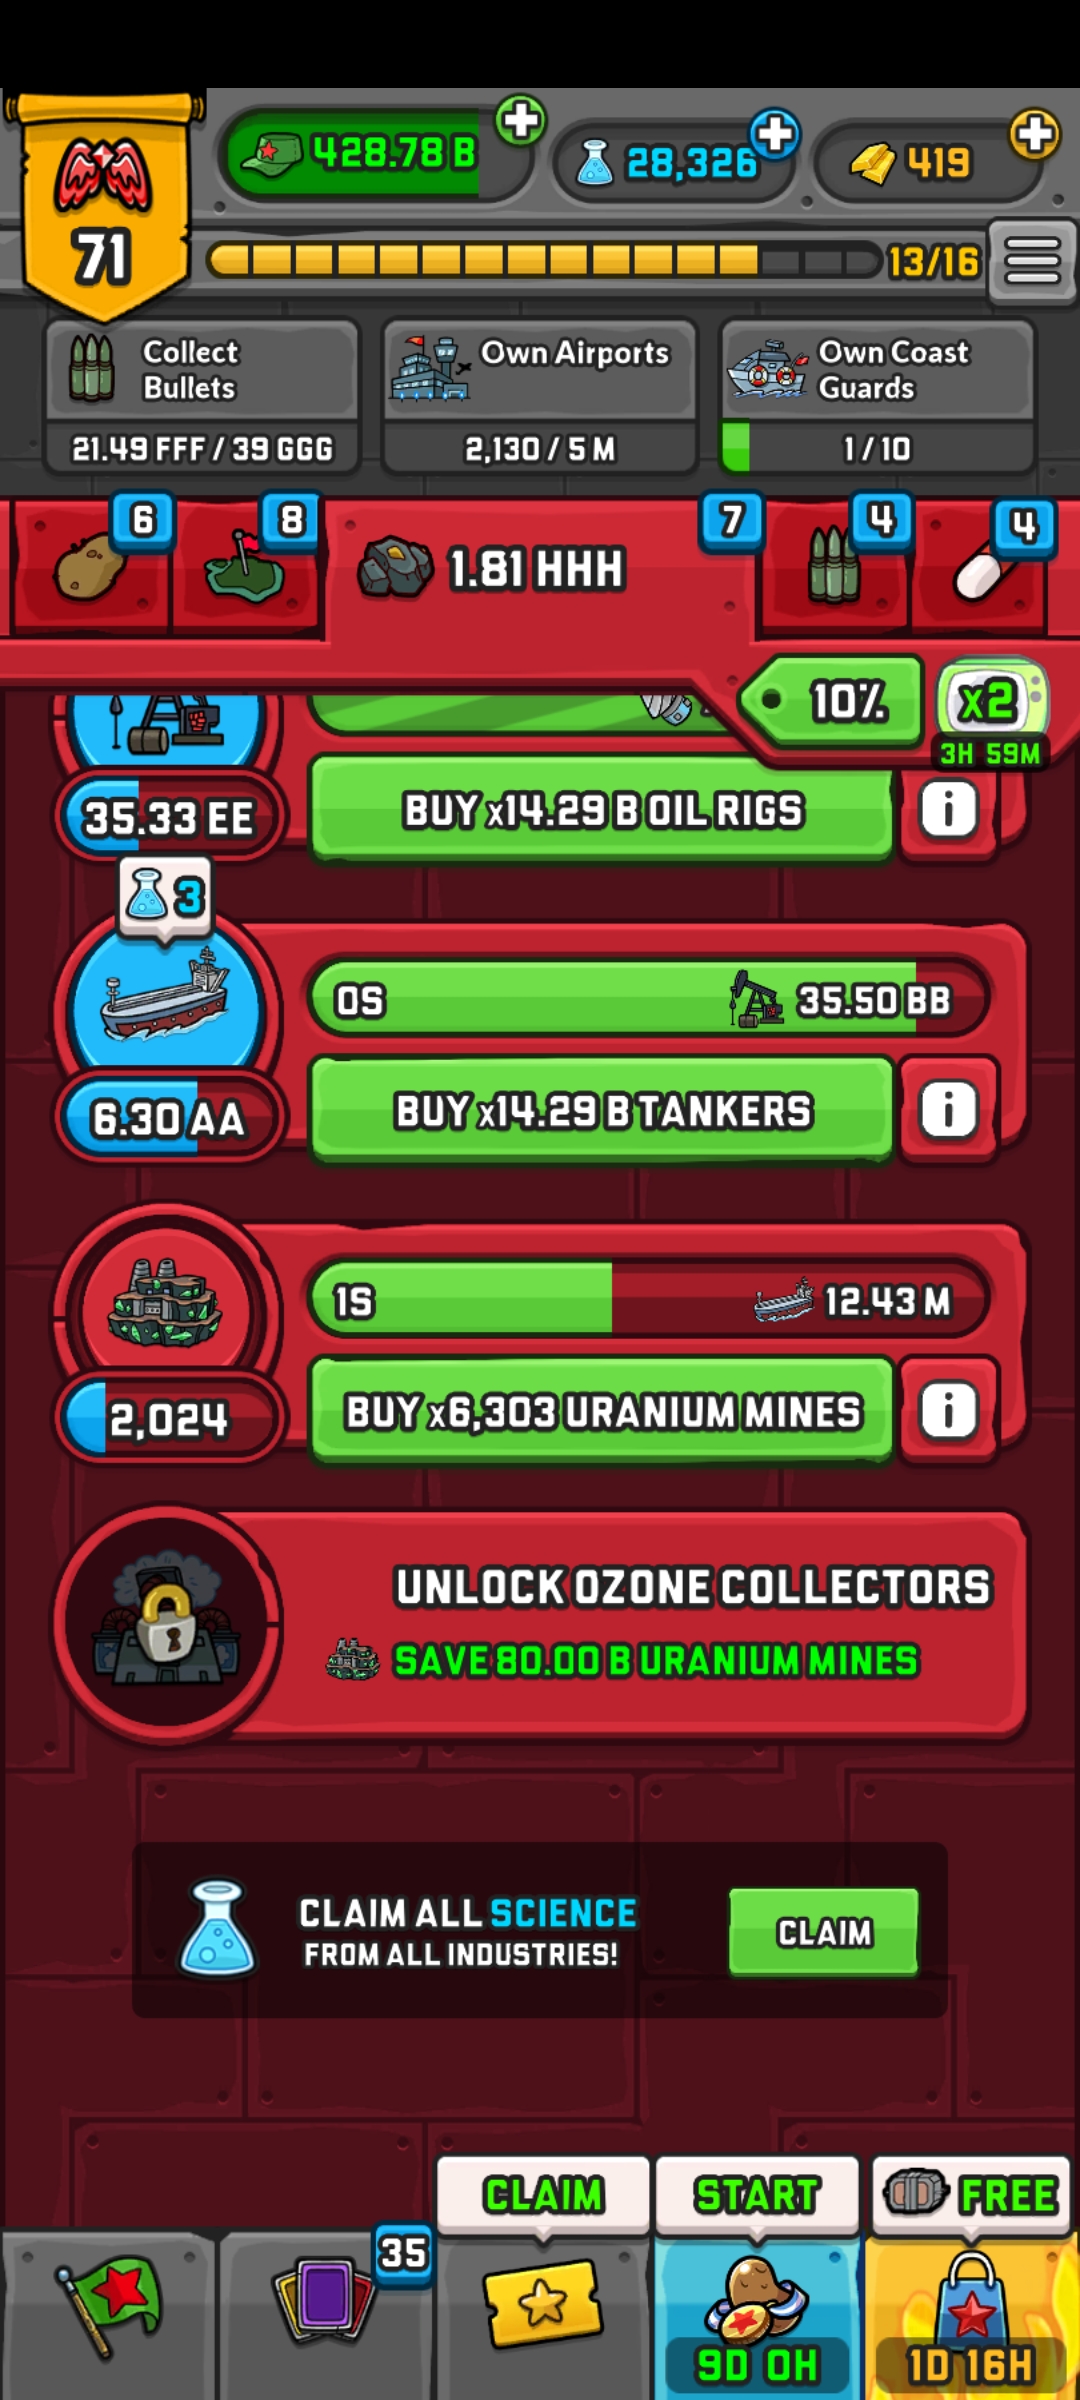 428.78 B
28,326
419
71
13/16
Collect
Bullets
21.49 FFF / 39 GGG
Own Airports
2,130 / 5 M
Own Coast
Guards
1 / 10
6
8
1.81 HHH
7
4
4
10%
x2
3H 59M
35.33 EE
BUY x14.29 B OIL RIGS
i
3
0S
35.50 BB
6.30 AA
BUY x14.29 B TANKERS
i
1S
12.43 M
2,024
BUY x6,303 URANIUM MINES
i
UNLOCK OZONE COLLECTORS
SAVE 80.00 B URANIUM MINES
CLAIM ALL SCIENCE
FROM ALL INDUSTRIES!
CLAIM
CLAIM
START
FREE
35
9D 0H
1D 16H